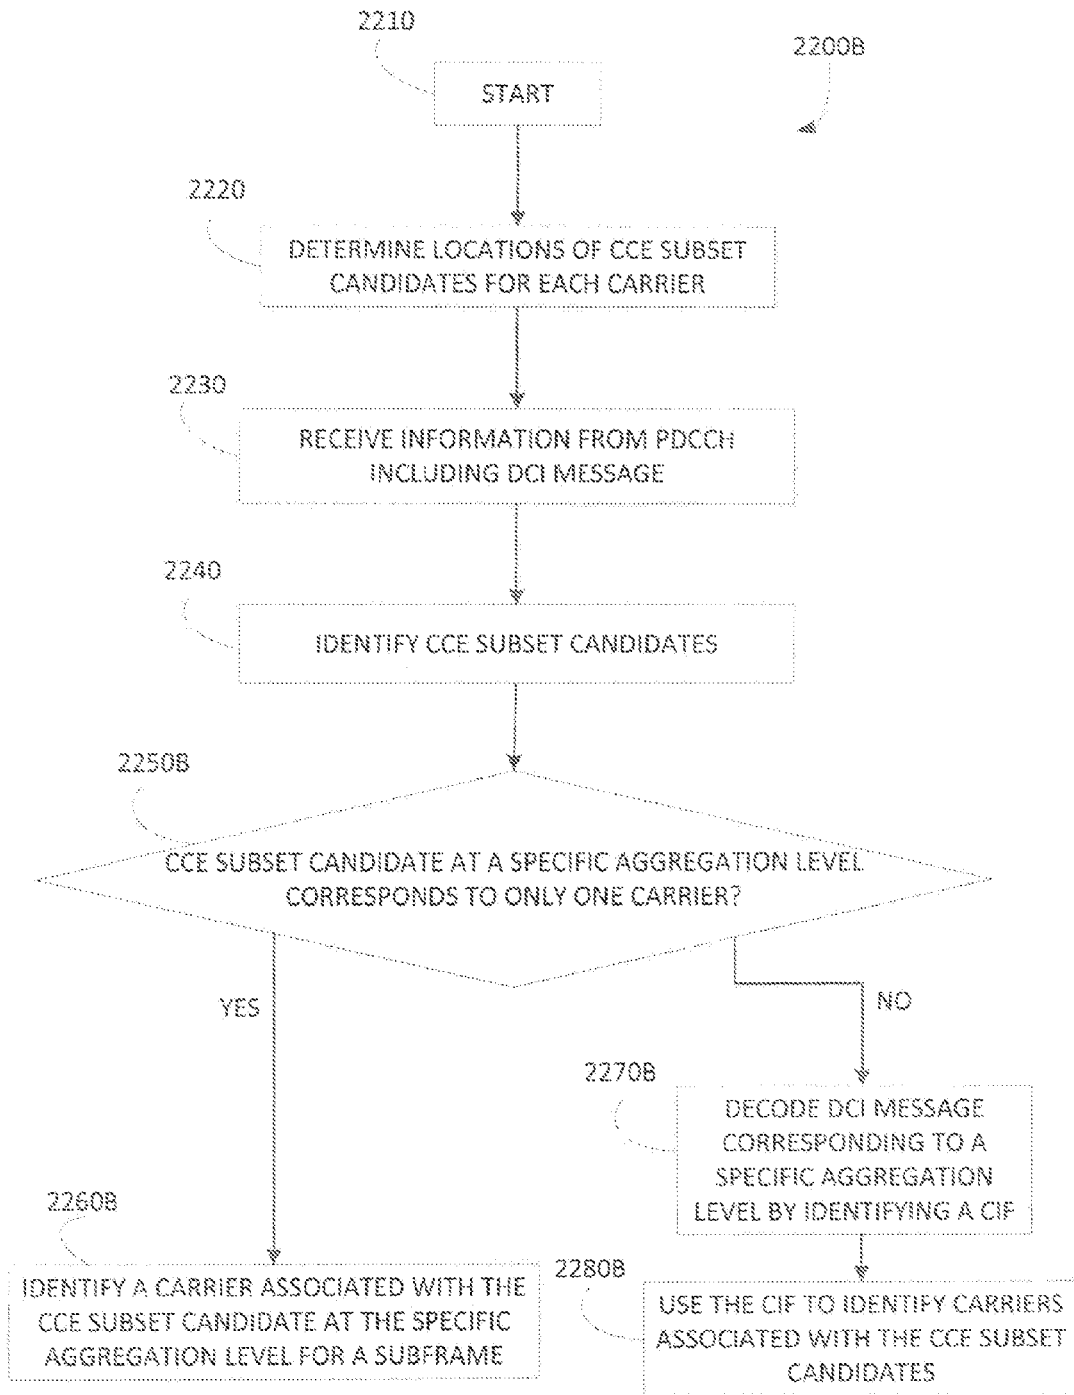 2210
2200B
START
2220
DETERMINE LOCATIONS OF CCE SUBSET
CANDIDATES FOR EACH CARRIER
2230
RECEIVE INFORMATION FROM PDCCH
INCLUDING DCI MESSAGE
2240
IDENTIFY CCE SUBSET CANDIDATES
2250B
CCE SUBSET CANDIDATE AT A SPECIFIC AGGREGATION LEVEL
CORRESPONDS TO ONLY ONE CARRIER?
YES
NO
2270B
DECODE DCI MESSAGE
CORRESPONDING TO A
SPECIFIC AGGREGATION
LEVEL BY IDENTIFYING A CIF
2260B
IDENTIFY A CARRIER ASSOCIATED WITH THE
CCE SUBSET CANDIDATE AT THE SPECIFIC
AGGREGATION LEVEL FOR A SUBFRAME
2280B
USE THE CIF TO IDENTIFY CARRIERS
ASSOCIATED WITH THE CCE SUBSET
CANDIDATES